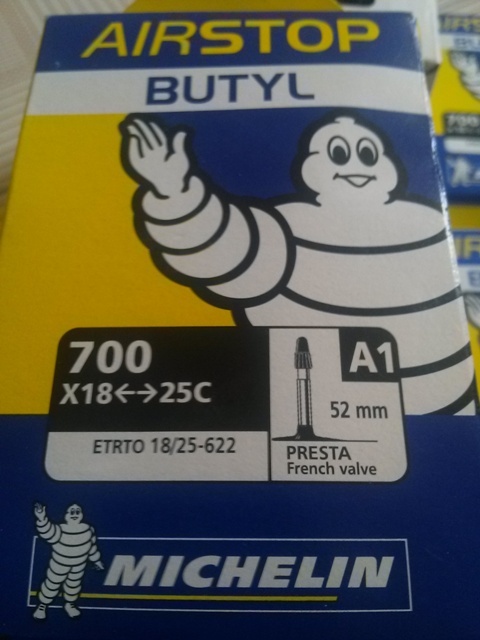 AIRSTOP
BUTYL
700
X18←→25C
ETRTO 18/25-622
A1
52 mm
PRESTA
French valve
MICHELIN